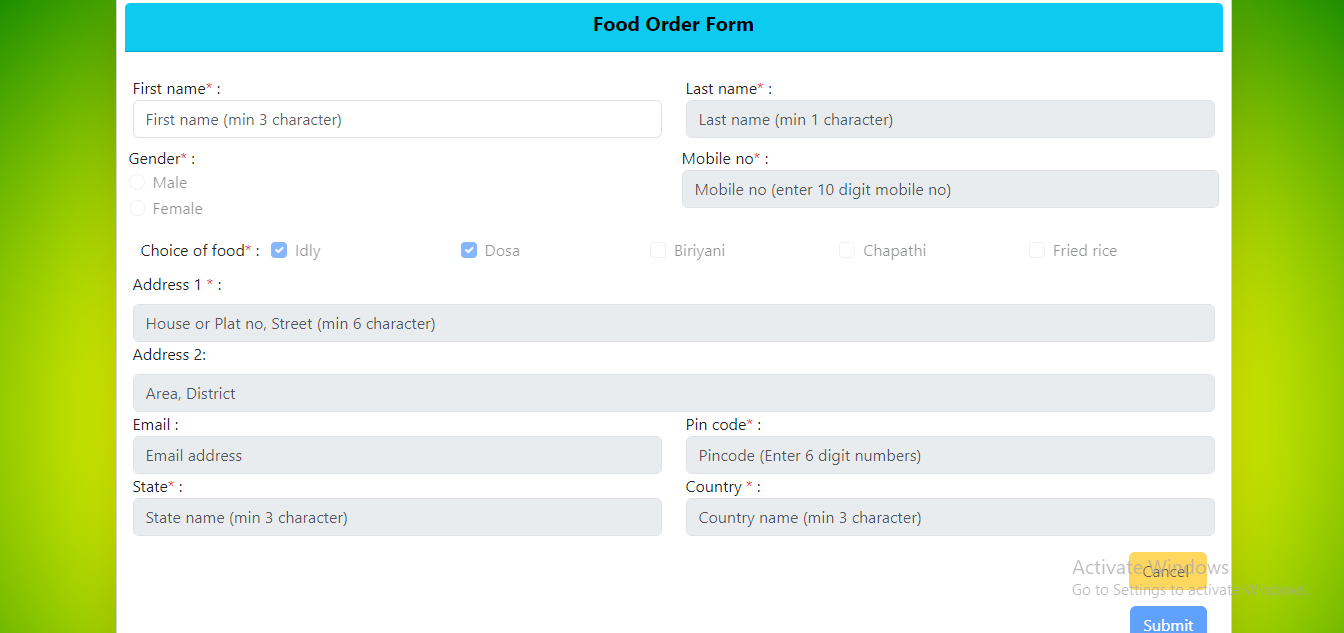 Food Order Form
First name* : Last name* :
First name (min 3 character) Last name (min 1 character)
Gender* : Mobile no* :
Male Mobile no (enter 10 digit mobile no)
Female
Choice of food* : Idly Dosa Biriyani Chapathi Fried rice
Address 1 * :
House or Plat no, Street (min 6 character)
Address 2:
Area, District
Email : Pin code* :
Email address Pincode (Enter 6 digit numbers)
State* : Country * :
State name (min 3 character) Country name (min 3 character)
Activate Windows
Cancel
Go to Settings to activate Windows.
Submit